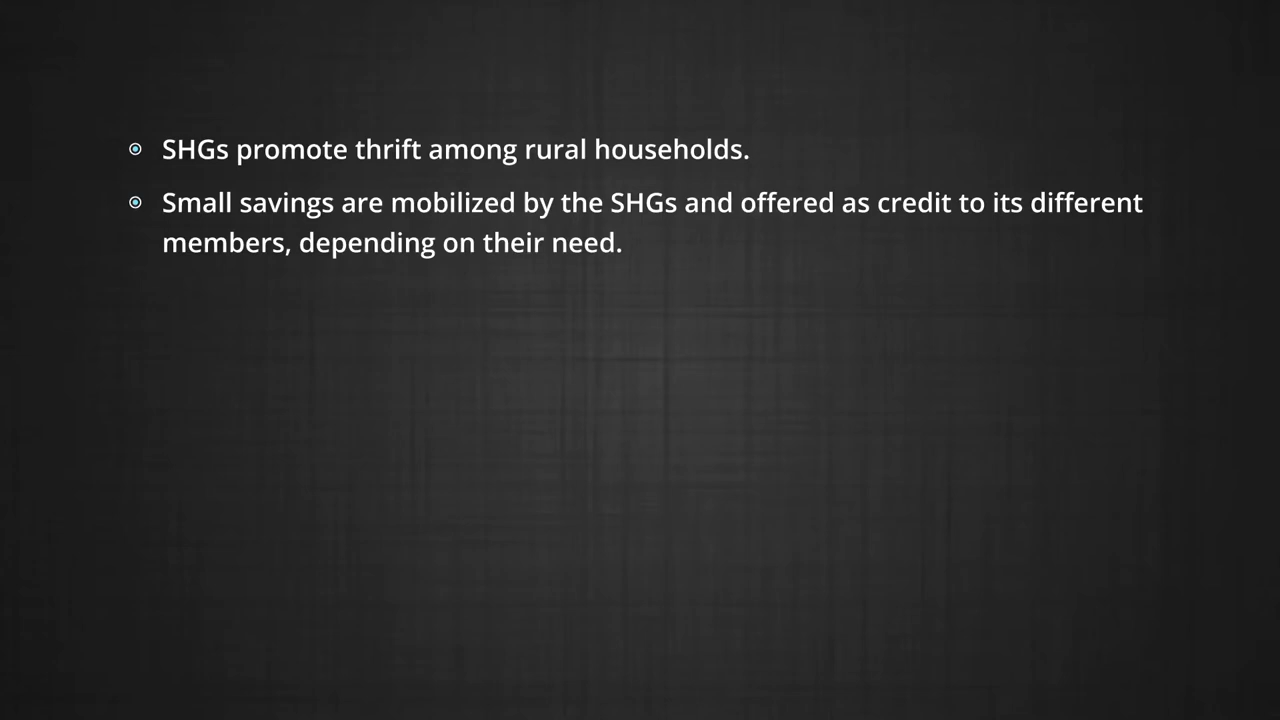 SHGs promote thrift among rural households.
Small savings are mobilized by the SHGs and offered as credit to its different
members, depending on their need.